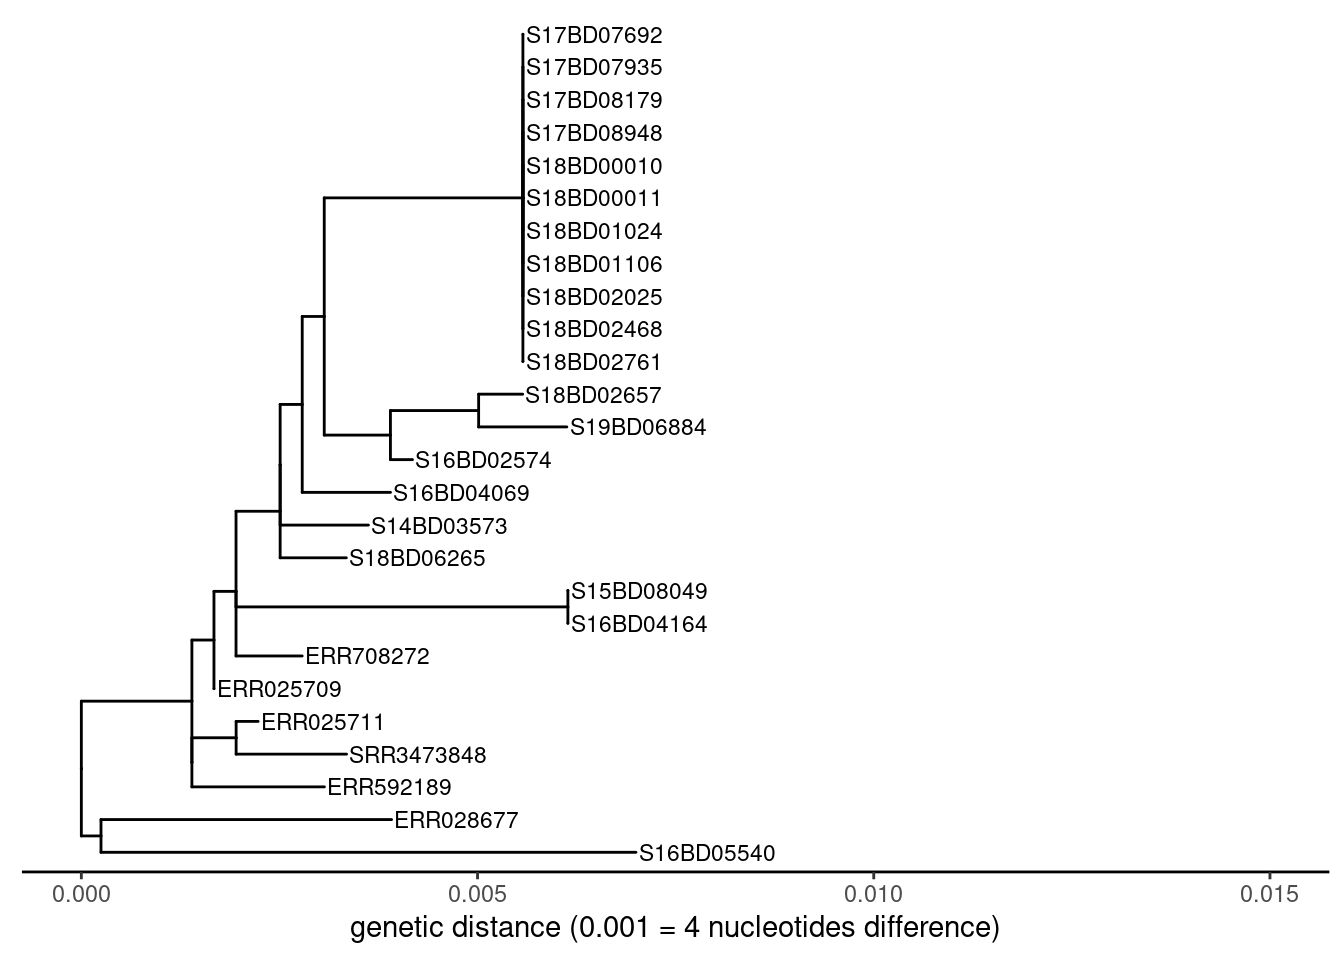 S17BD07692
S17BD07935
S17BD08179
S17BD08948
S18BD00010
S18BD00011
S18BD01024
S18BD01106
S18BD02025
S18BD02468
S18BD02761
S18BD02657
S19BD06884
S16BD02574
S16BD04069
S14BD03573
S18BD06265
S15BD08049
S16BD04164
ERR708272
ERR025709
ERR025711
SRR3473848
ERR592189
ERR028677
S16BD05540
0.000 0.005 0.010 0.015
genetic distance (0.001 = 4 nucleotides difference)